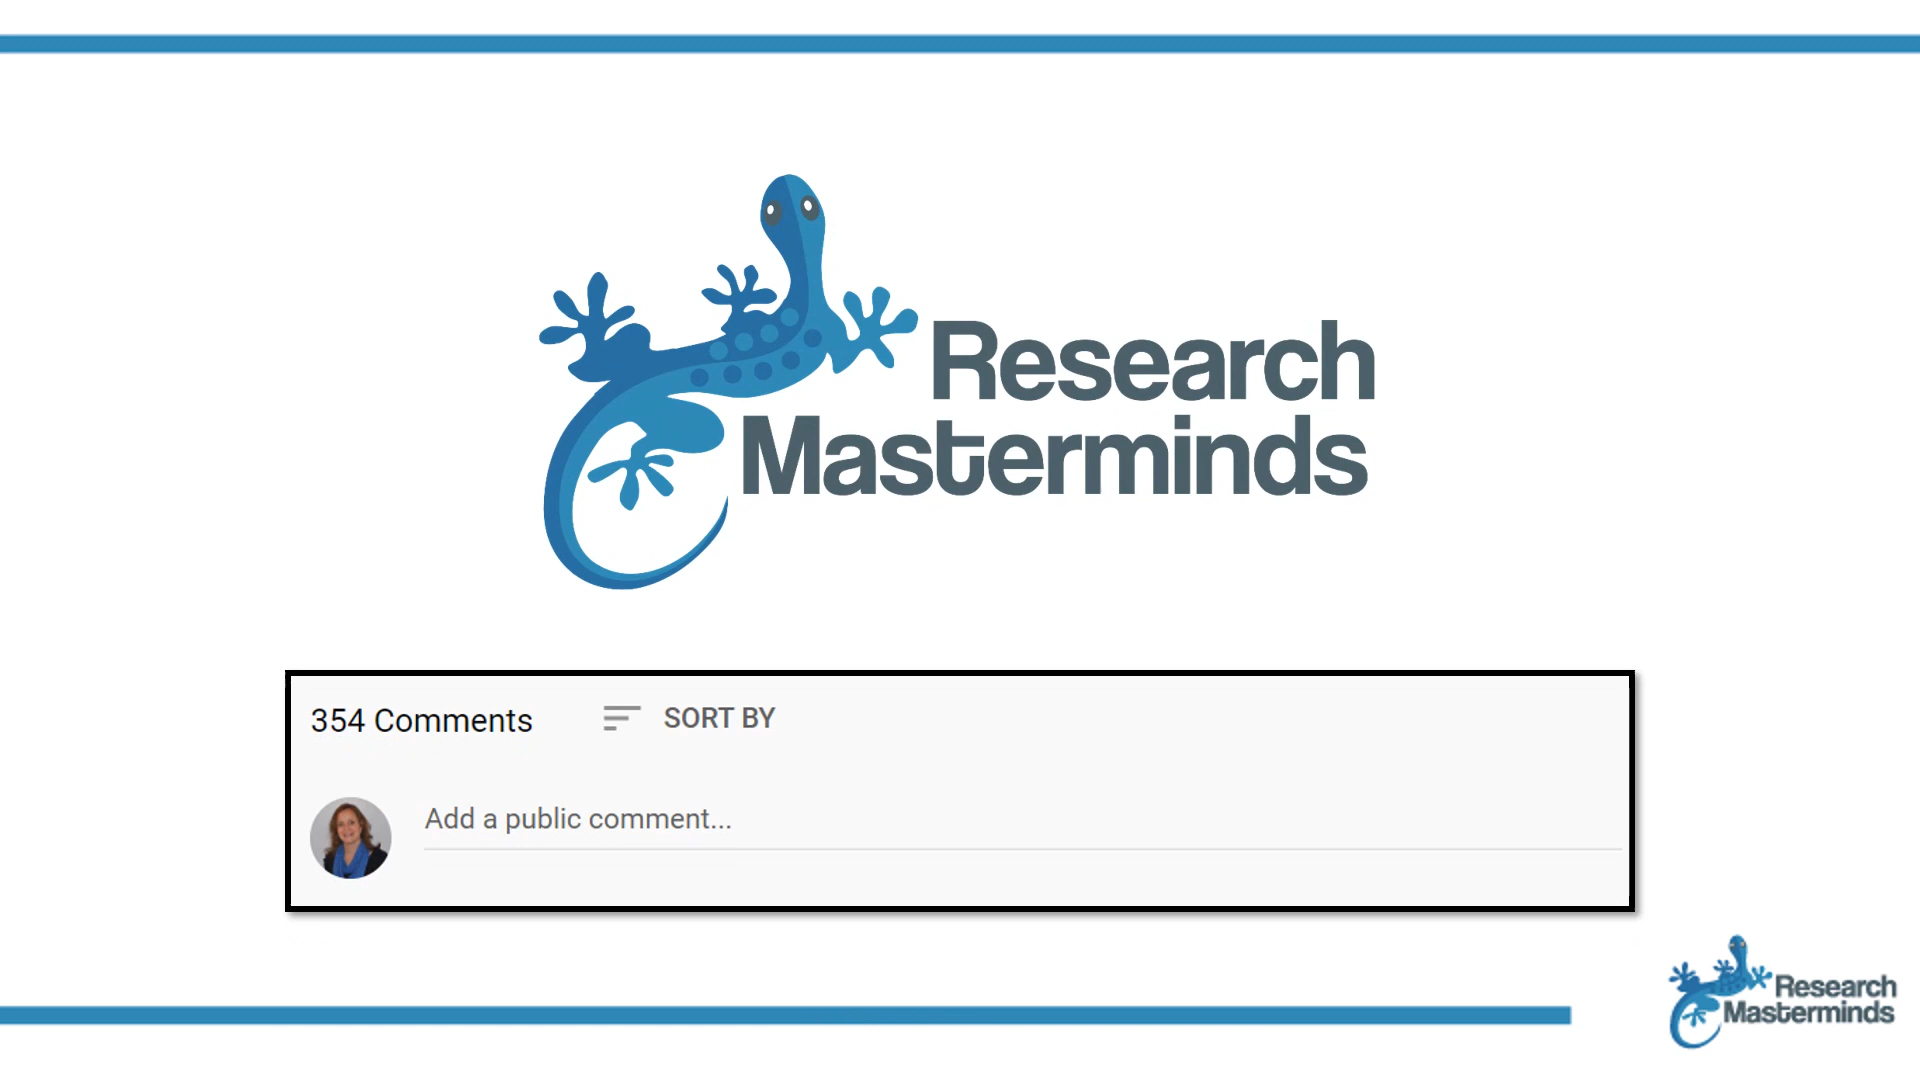 Research
Masterminds
354 Comments SORT BY
Add a public comment...
Research
Masterminds